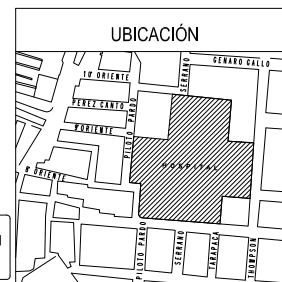 UBICACIÓN
GENARO GALLO
SERRANO
10' ORIENTE
PEREZ CANTO
9' ORIENTE
PILOTO PARDO
8' ORIENTE
HOSPITAL
PILOTO PARDO
SERRANO
TARAPACA
THOMPSON